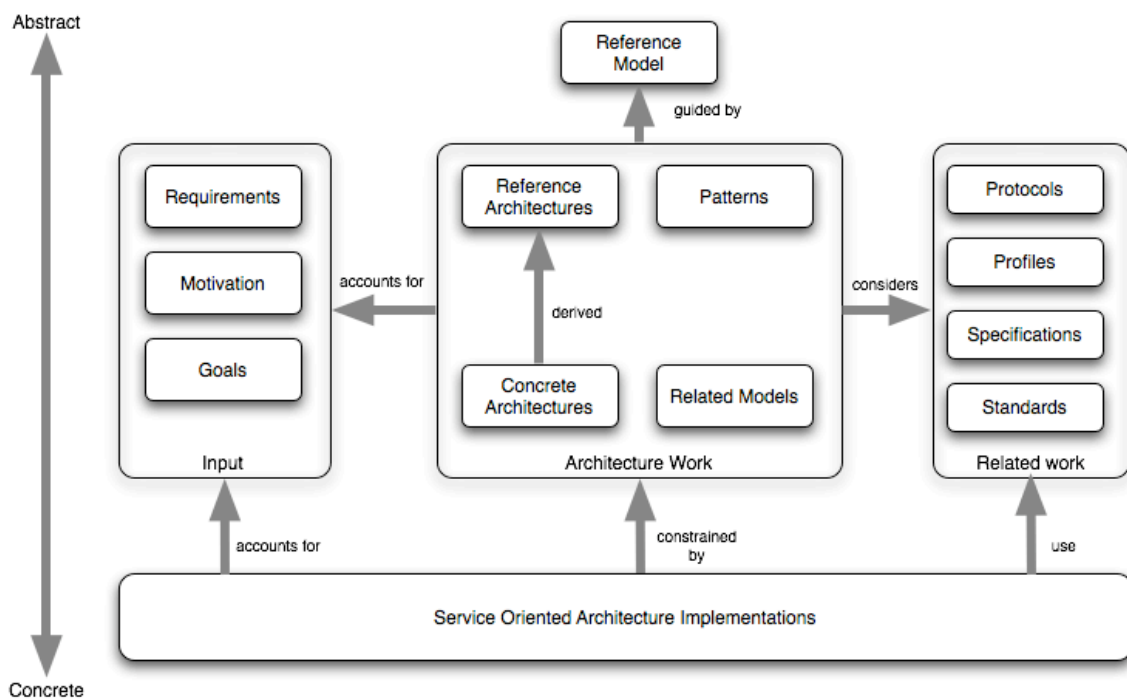 Abstract
Reference
Model
guided by
Requirements
Motivation
Goals
Input
accounts for
Reference
Architectures
Patterns
derived
Concrete
Architectures
Related Models
Architecture Work
considers
Protocols
Profiles
Specifications
Standards
Related work
accounts for
constrained
by
use
Service Oriented Architecture Implementations
Concrete